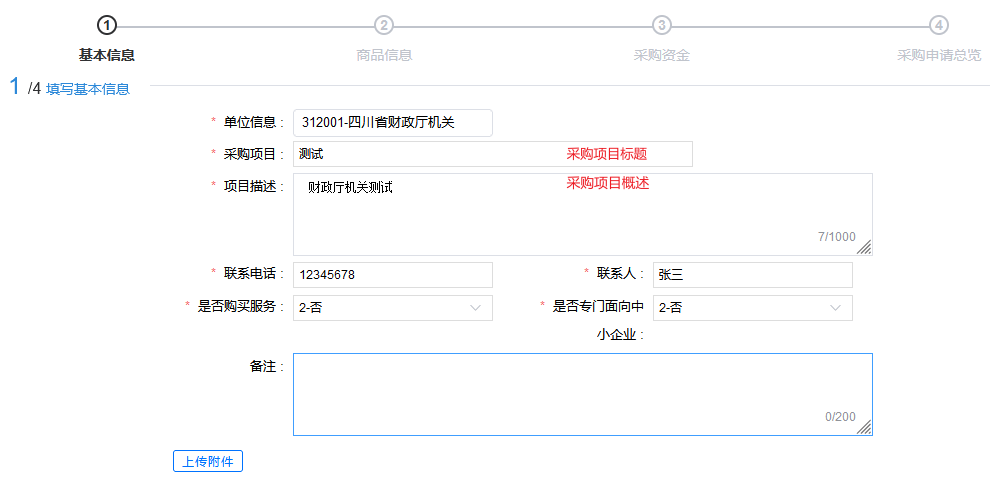 1 2 3 4
基本信息 商品信息 采购资金 采购申请总览
1 /4 填写基本信息
* 单位信息 : 312001-四川省财政厅机关
* 采购项目 : 测试 采购项目标题
* 项目描述 : 财政厅机关测试 采购项目概述
7/1000
* 联系电话 : 12345678 * 联系人 : 张三
* 是否购买服务 : 2-否 * 是否专门面向中 2-否
小企业 :
备注 :
0/200
上传附件